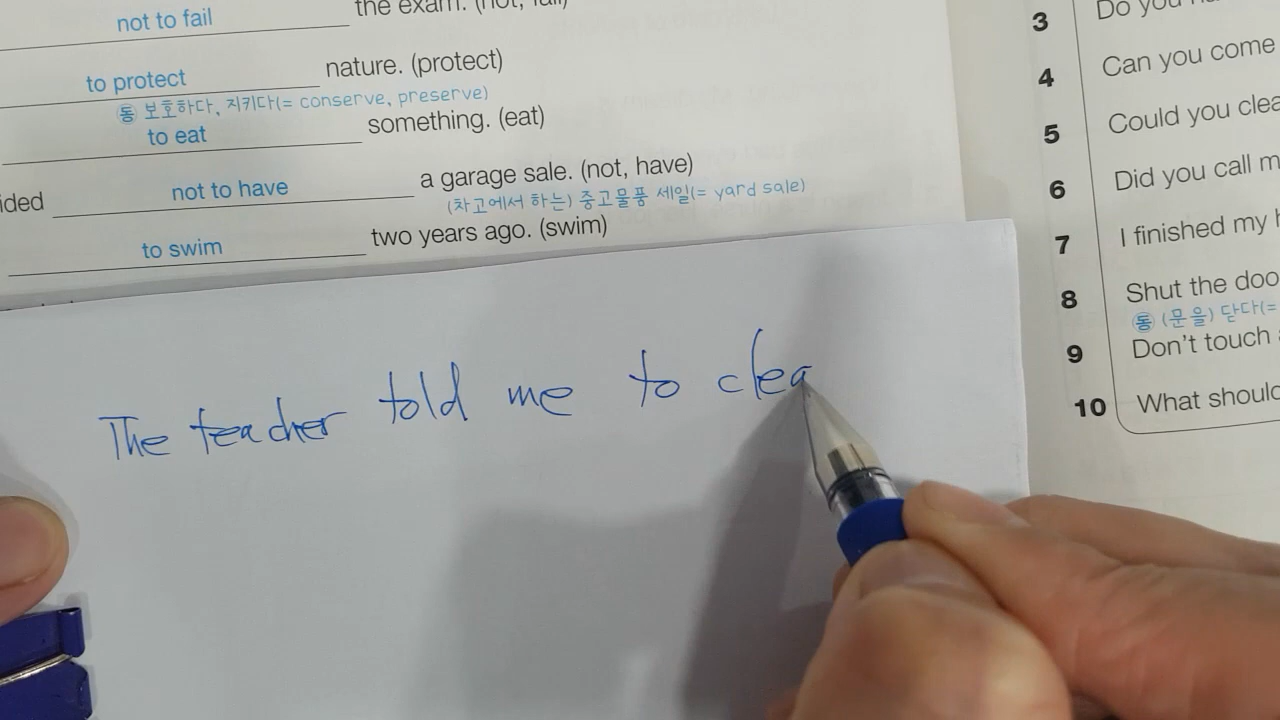 not to fail the exam. (not, fail)
to protect nature. (protect)
동 보호하다, 지키다(= conserve, preserve)
to eat something. (eat)
not to have a garage sale. (not, have)
(차고에서 하는) 중고물품 세일(= yard sale)
to swim two years ago. (swim)
The teacher told me to clea
3 Do you
4 Can you come
5 Could you clea
6 Did you call m
7 I finished my
8 Shut the doo
동 (문을) 닫다(=
9 Don't touch
10 What should